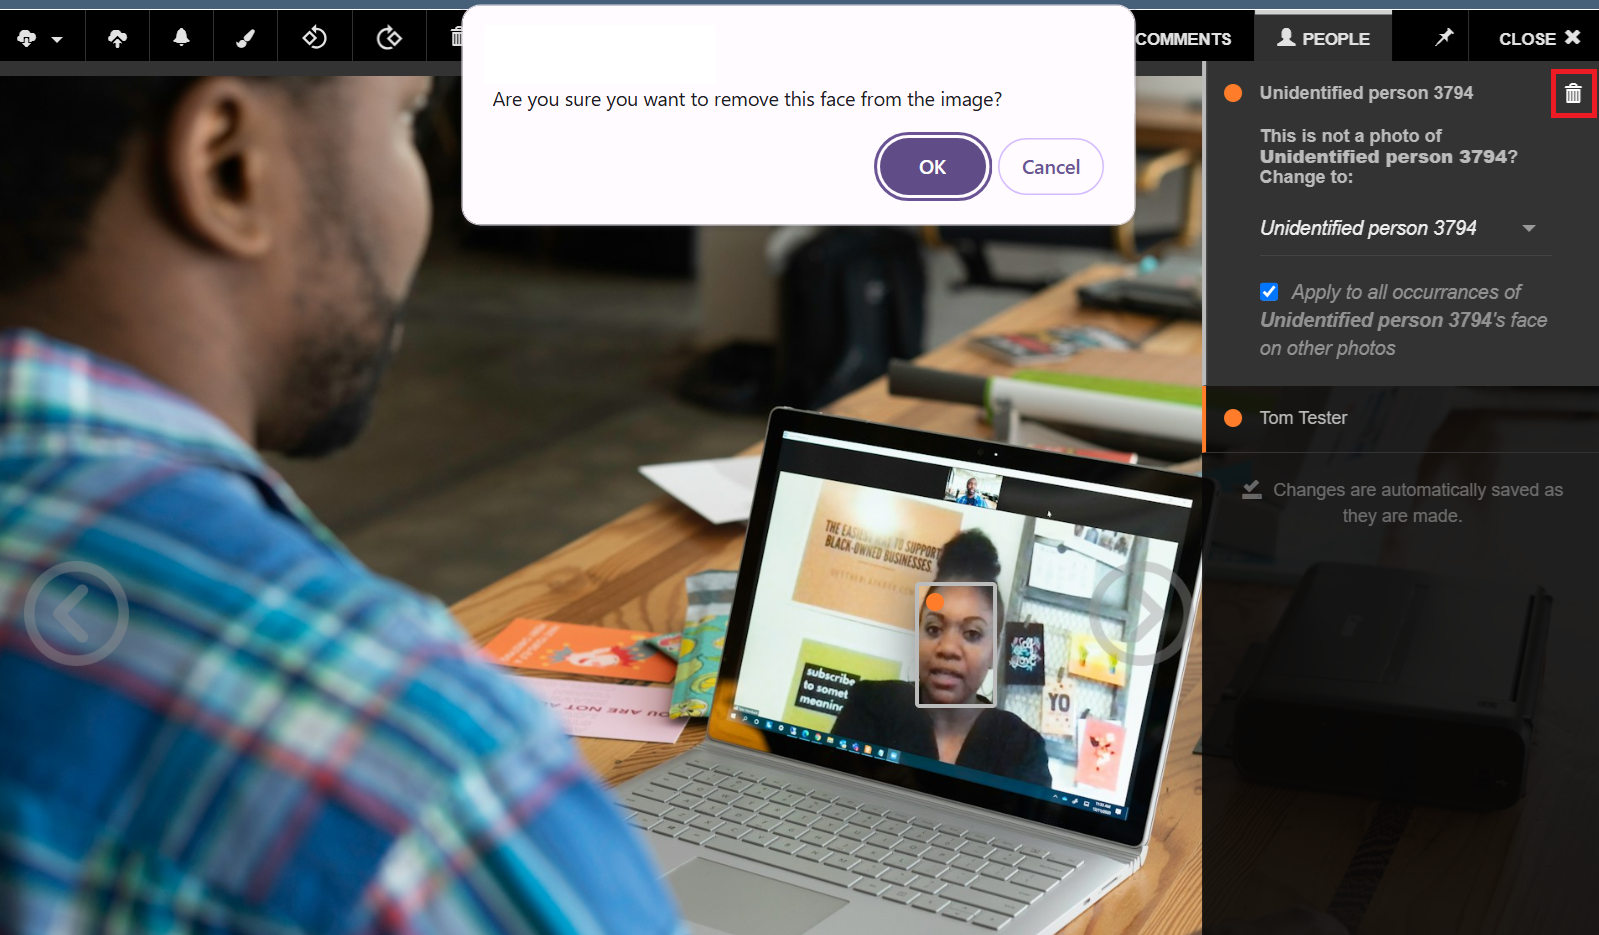 COMMENTS
PEOPLE
CLOSE
Are you sure you want to remove this face from the image?
OK
Cancel
Unidentified person 3794
This is not a photo of
Unidentified person 3794?
Change to:
Unidentified person 3794
Apply to all occurrances of
Unidentified person 3794's face
on other photos
Tom Tester
Changes are automatically saved as
they are made.
THE EASIEST WAY TO SUPPORT
BLACK-OWNED BUSINESSES.
subscribe
to somet
meanin
YO
YOU ARE NOT A